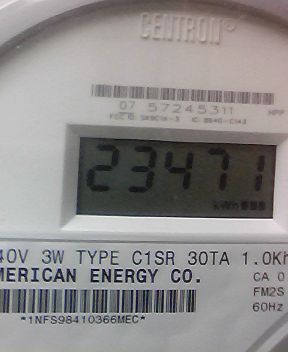 CENTRON®
07 57245311
23471
kWh
40V 3W TYPE C1SR 30TA 1.0Kh
MERICAN ENERGY CO.
CA 0
FM2S
60Hz
*1NFS98410366MEC*